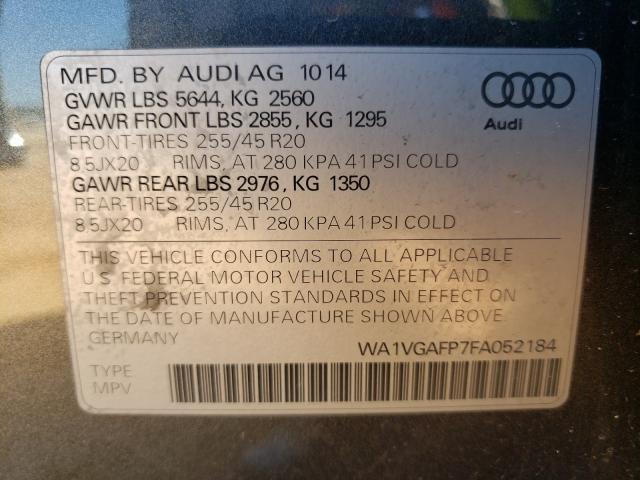 MFD. BY AUDI AG 10 14
GVWR LBS 5644, KG 2560
GAWR FRONT LBS 2855, KG 1295
FRONT-TIRES 255/45 R20
8.5JX20 RIMS, AT 280 KPA 41 PSI COLD
GAWR REAR LBS 2976, KG 1350
REAR-TIRES 255/45 R20
8.5JX20 RIMS, AT 280 KPA 41 PSI COLD
Audi
THIS VEHICLE CONFORMS TO ALL APPLICABLE
U.S. FEDERAL MOTOR VEHICLE SAFETY AND
THEFT PREVENTION STANDARDS IN EFFECT ON
THE DATE OF MANUFACTURE SHOWN ABOVE.
GERMANY
WA1VGAFP7FA052184
TYPE
MPV